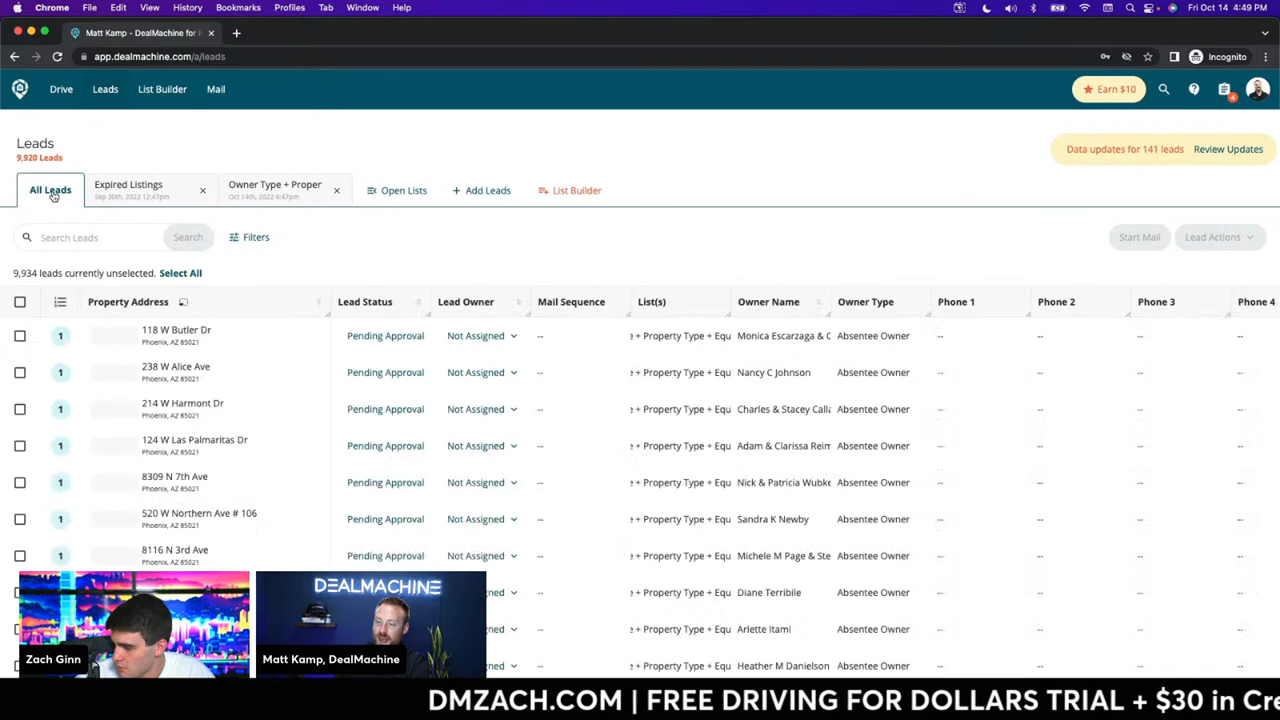 Chrome File Edit View History Bookmarks Profiles Tab Window Help Fri Oct 14 4:49 PM
Matt Kamp - DealMachine for
app.dealmachine.com/a/leads Incognito
Drive Leads List Builder Mail Earn $10 4
Leads
9,920 Leads
Data updates for 141 leads Review Updates
All Leads Expired Listings Owner Type + Proper Open Lists + Add Leads List Builder
Sep 30th, 2022 12:47pm Oct 14th, 2022 4:47pm
Search Leads Search Filters Start Mail Lead Actions
9,934 leads currently unselected. Select All
Property Address Lead Status Lead Owner Mail Sequence List(s) Owner Name Owner Type Phone 1 Phone 2 Phone 3 Phone 4
1 118 W Butler Dr Pending Approval Not Assigned -- + Property Type + Equ Monica Escarzaga & C Absentee Owner -- -- -- --
Phoenix, AZ 85021
1 238 W Alice Ave Pending Approval Not Assigned -- + Property Type + Equ Nancy C Johnson Absentee Owner -- -- -- --
Phoenix, AZ 85021
1 214 W Harmont Dr Pending Approval Not Assigned -- + Property Type + Equ Charles & Stacey Calla Absentee Owner -- -- -- --
Phoenix, AZ 85021
1 124 W Las Palmaritas Dr Pending Approval Not Assigned -- + Property Type + Equ Adam & Clarissa Reim Absentee Owner -- -- -- --
Phoenix, AZ 85021
1 8309 N 7th Ave Pending Approval Not Assigned -- + Property Type + Equ Nick & Patricia Wubke Absentee Owner -- -- -- --
Phoenix, AZ 85021
1 520 W Northern Ave # 106 Pending Approval Not Assigned -- + Property Type + Equ Sandra K Newby Absentee Owner -- -- -- --
Phoenix, AZ 85021
1 8116 N 3rd Ave Pending Approval Not Assigned -- + Property Type + Equ Michele M Page & Ste Absentee Owner -- -- -- --
Phoenix, AZ 85021
+ Property Type + Equ Diane Terribile Absentee Owner -- -- -- --
+ Property Type + Equ Arlette Itami Absentee Owner -- -- -- --
+ Property Type + Equ Heather M Danielson Absentee Owner -- -- -- --
DEALMACHINE
Zach Ginn Matt Kamp, DealMachine
DMZACH.COM | FREE DRIVING FOR DOLLARS TRIAL + $30 in Cre